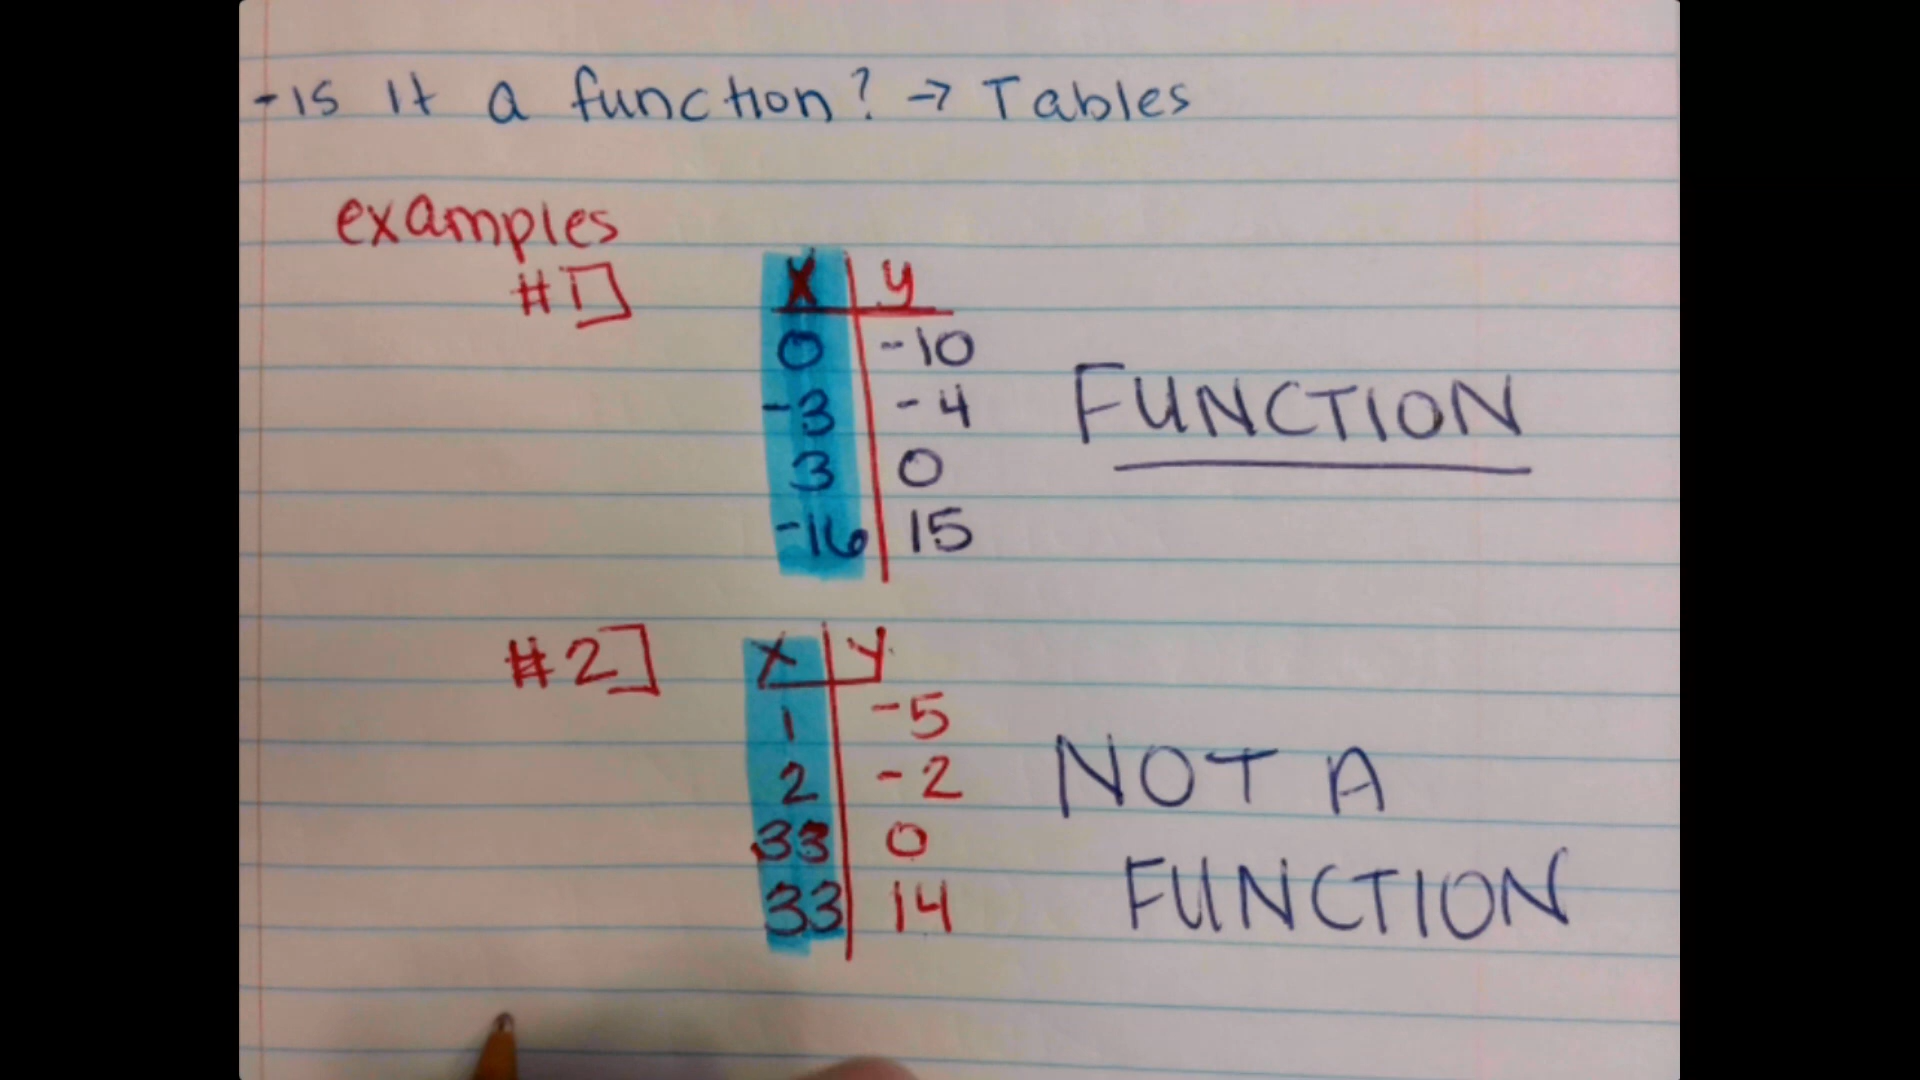 -is it a function? → Tables
examples
#1]
x y
0 -10
-3 -4
3 0
-16 15
FUNCTION
#2]
x y
1 -5
2 -2
33 0
33 14
NOT A
FUNCTION